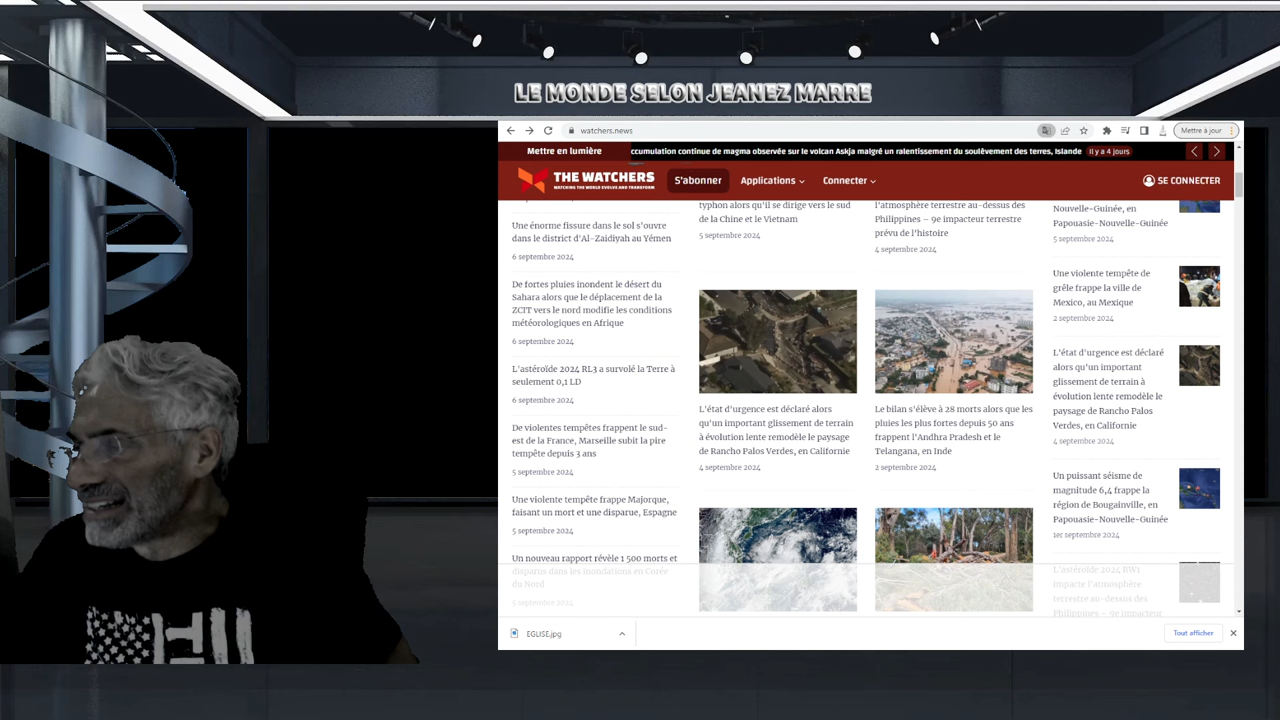 LE MONDE SELON JEANEZ MARRE
watchers.news
Mettre à jour
Mettre en lumière
ccumulation continue de magma observée sur le volcan Askja malgré un ralentissement du soulèvement des terres, Islande
Il y a 4 jours
THE WATCHERS
WATCHING THE WORLD EVOLVE AND TRANSFORM
S'abonner
Applications
Connecter
SE CONNECTER
Une énorme fissure dans le sol s'ouvre
dans le district d'Al-Zaidiyah au Yémen
6 septembre 2024
De fortes pluies inondent le désert du
Sahara alors que le déplacement de la
ZCIT vers le nord modifie les conditions
météorologiques en Afrique
6 septembre 2024
L'astéroïde 2024 RL3 a survolé la Terre à
seulement 0,1 LD
6 septembre 2024
De violentes tempêtes frappent le sud-
est de la France, Marseille subit la pire
tempête depuis 3 ans
5 septembre 2024
Une violente tempête frappe Majorque,
faisant un mort et une disparue, Espagne
5 septembre 2024
Un nouveau rapport révèle 1 500 morts et
disparus dans les inondations en Corée
du Nord
5 septembre 2024
typhon alors qu'il se dirige vers le sud
de la Chine et le Vietnam
5 septembre 2024
l'atmosphère terrestre au-dessus des
Philippines – 9e impacteur terrestre
prévu de l'histoire
4 septembre 2024
L'état d'urgence est déclaré alors
qu'un important glissement de terrain
à évolution lente remodèle le paysage
de Rancho Palos Verdes, en Californie
4 septembre 2024
Le bilan s'élève à 28 morts alors que les
pluies les plus fortes depuis 50 ans
frappent l'Andhra Pradesh et le
Telangana, en Inde
2 septembre 2024
Nouvelle-Guinée, en
Papouasie-Nouvelle-Guinée
5 septembre 2024
Une violente tempête de
grêle frappe la ville de
Mexico, au Mexique
2 septembre 2024
L'état d'urgence est déclaré
alors qu'un important
glissement de terrain à
évolution lente remodèle le
paysage de Rancho Palos
Verdes, en Californie
4 septembre 2024
Un puissant séisme de
magnitude 6,4 frappe la
région de Bougainville, en
Papouasie-Nouvelle-Guinée
1er septembre 2024
L'astéroïde 2024 RW1
impacte l'atmosphère
terrestre au-dessus des
Philippines – 9e impacteur
EGLISE.jpg
Tout afficher